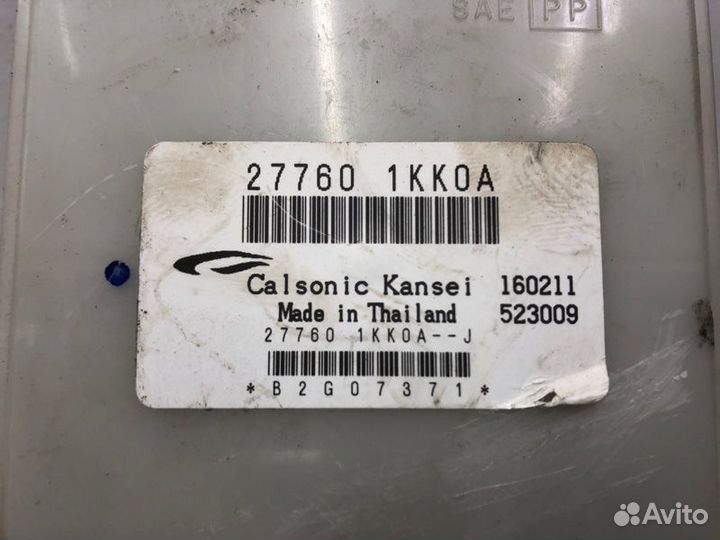 SAE PP
27760 1KK0A
Calsonic Kansei 160211
Made in Thailand 523009
27760 1KK0A--J
*B2G07371*
Avito